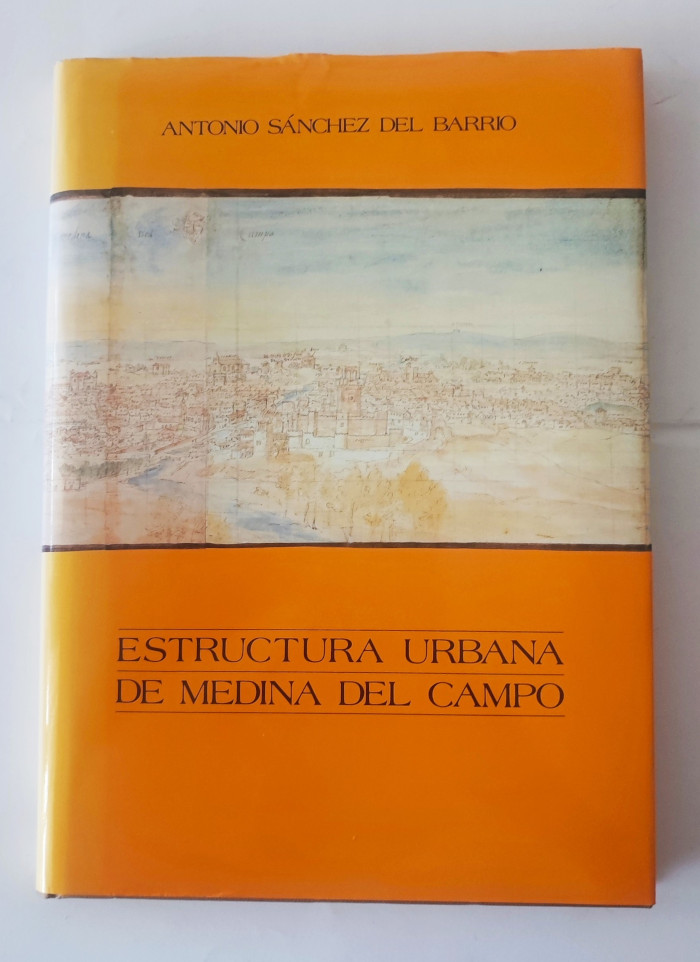 ANTONIO SÁNCHEZ DEL BARRIO
ESTRUCTURA URBANA
DE MEDINA DEL CAMPO